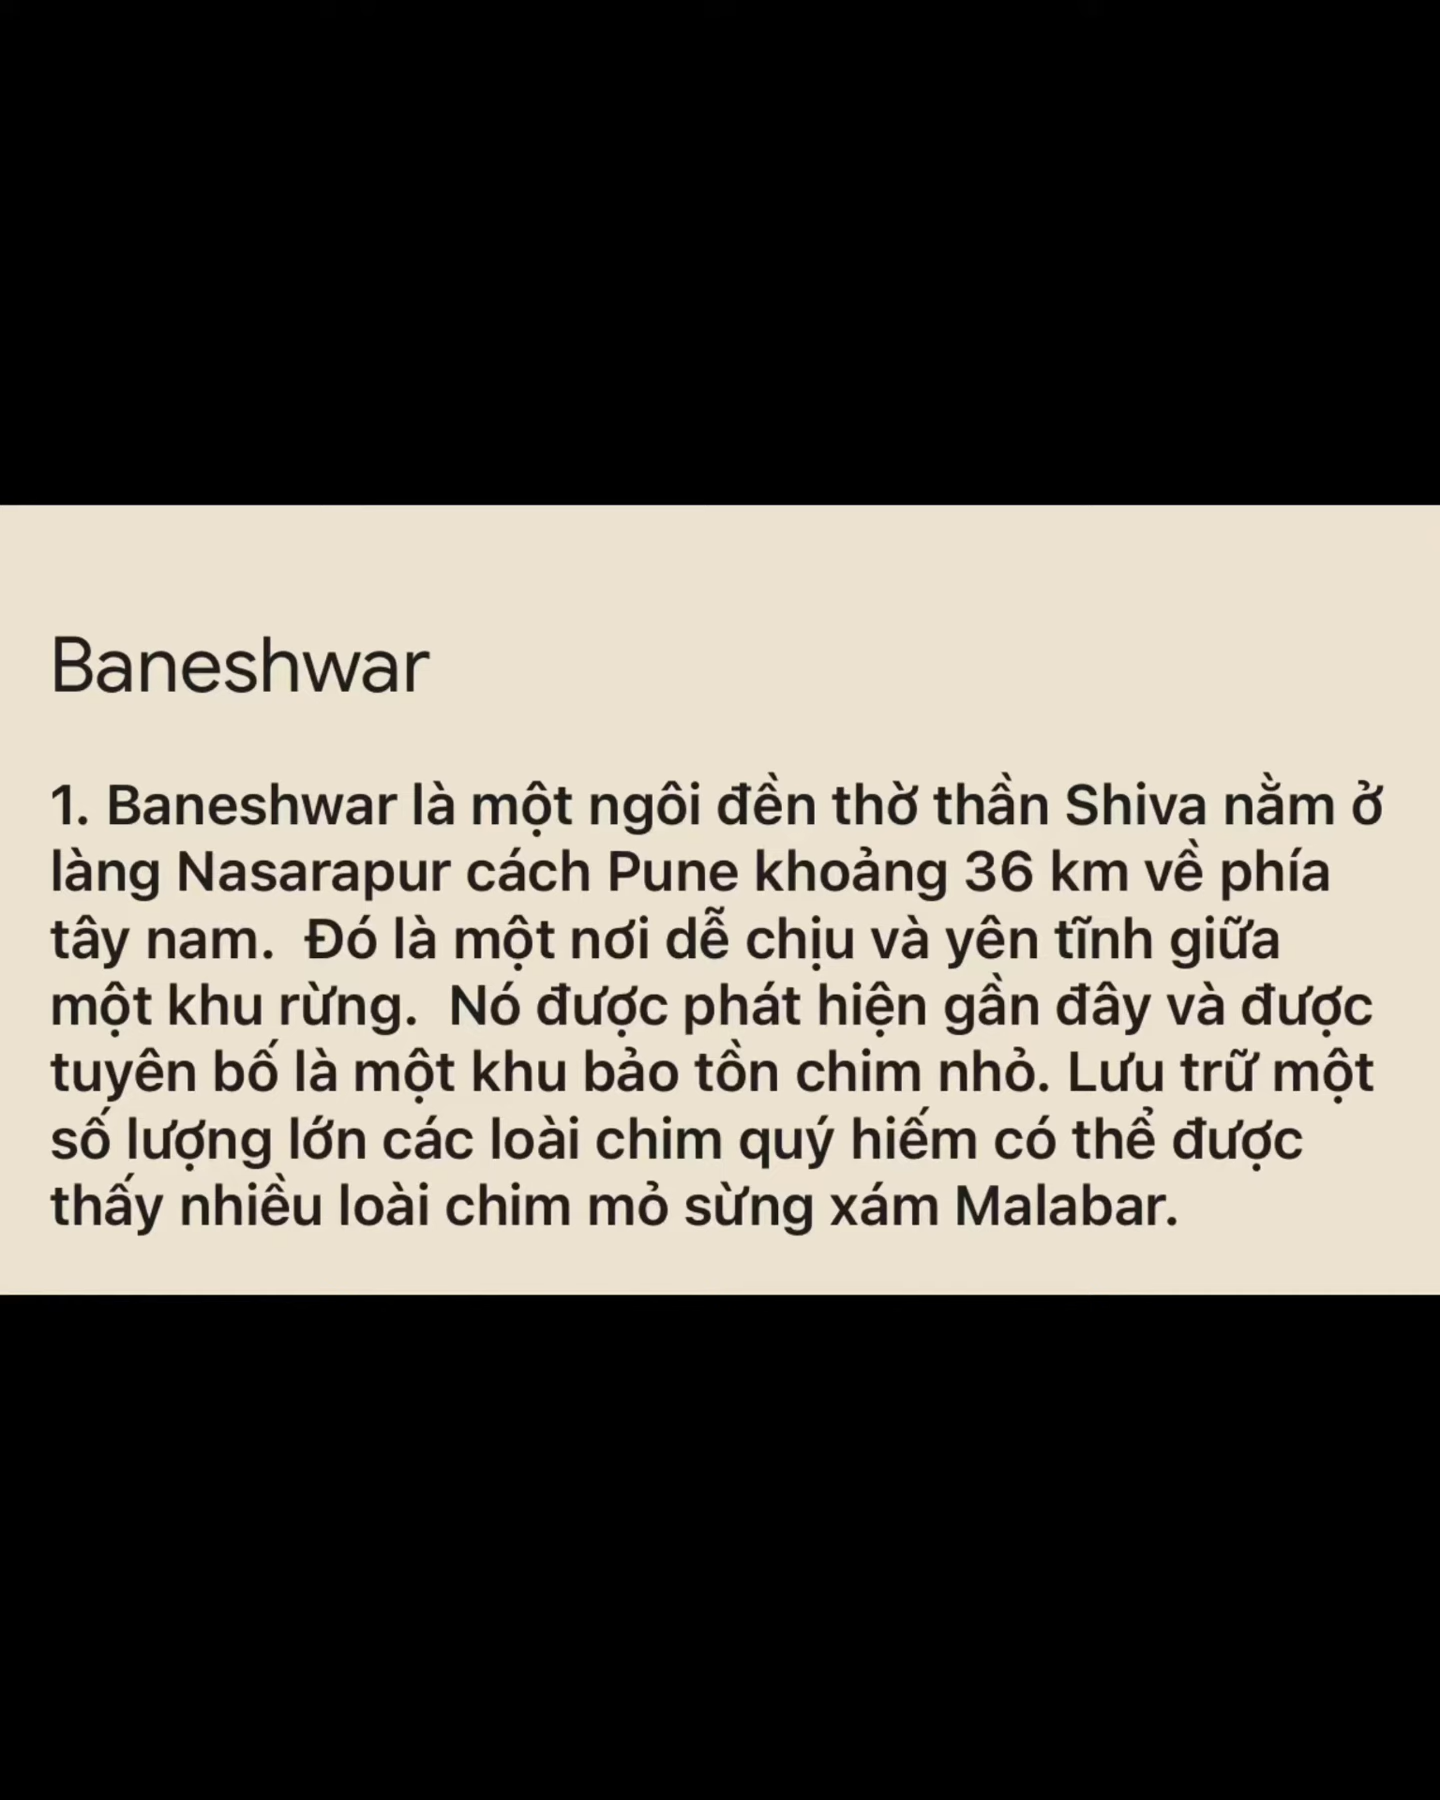 Baneshwar
1. Baneshwar là một ngôi đền thờ thần Shiva nằm ở
làng Nasarapur cách Pune khoảng 36 km về phía
tây nam.  Đó là một nơi dễ chịu và yên tĩnh giữa
một khu rừng.  Nó được phát hiện gần đây và được
tuyên bố là một khu bảo tồn chim nhỏ. Lưu trữ một
số lượng lớn các loài chim quý hiếm có thể được
thấy nhiều loài chim mỏ sừng xám Malabar.